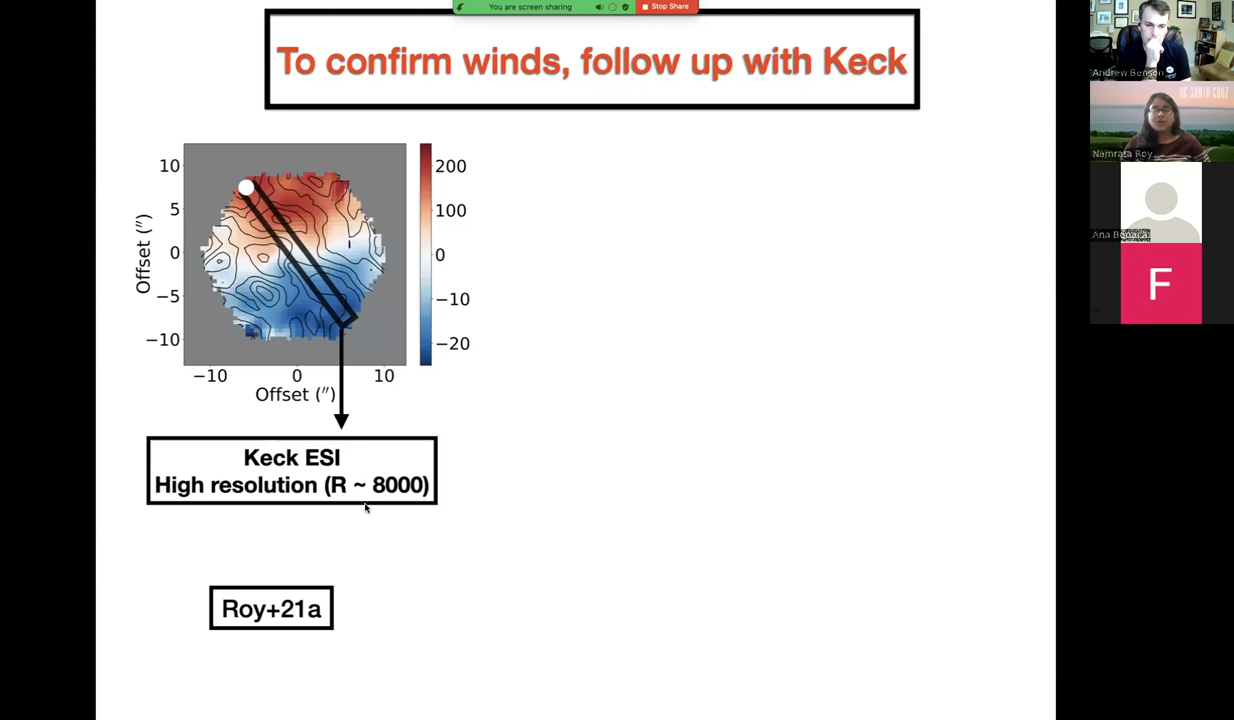 You are screen sharing
Stop Share
To confirm winds, follow up with Keck
10
5
0
−5
−10
Offset (″)
−10
0
10
Offset (″)
200
100
0
−10
−20
Keck ESI
High resolution (R ~ 8000)
Roy+21a
Andrew Benson
UC SANTA CRUZ
Namrata Roy
Ana Bonaca
F